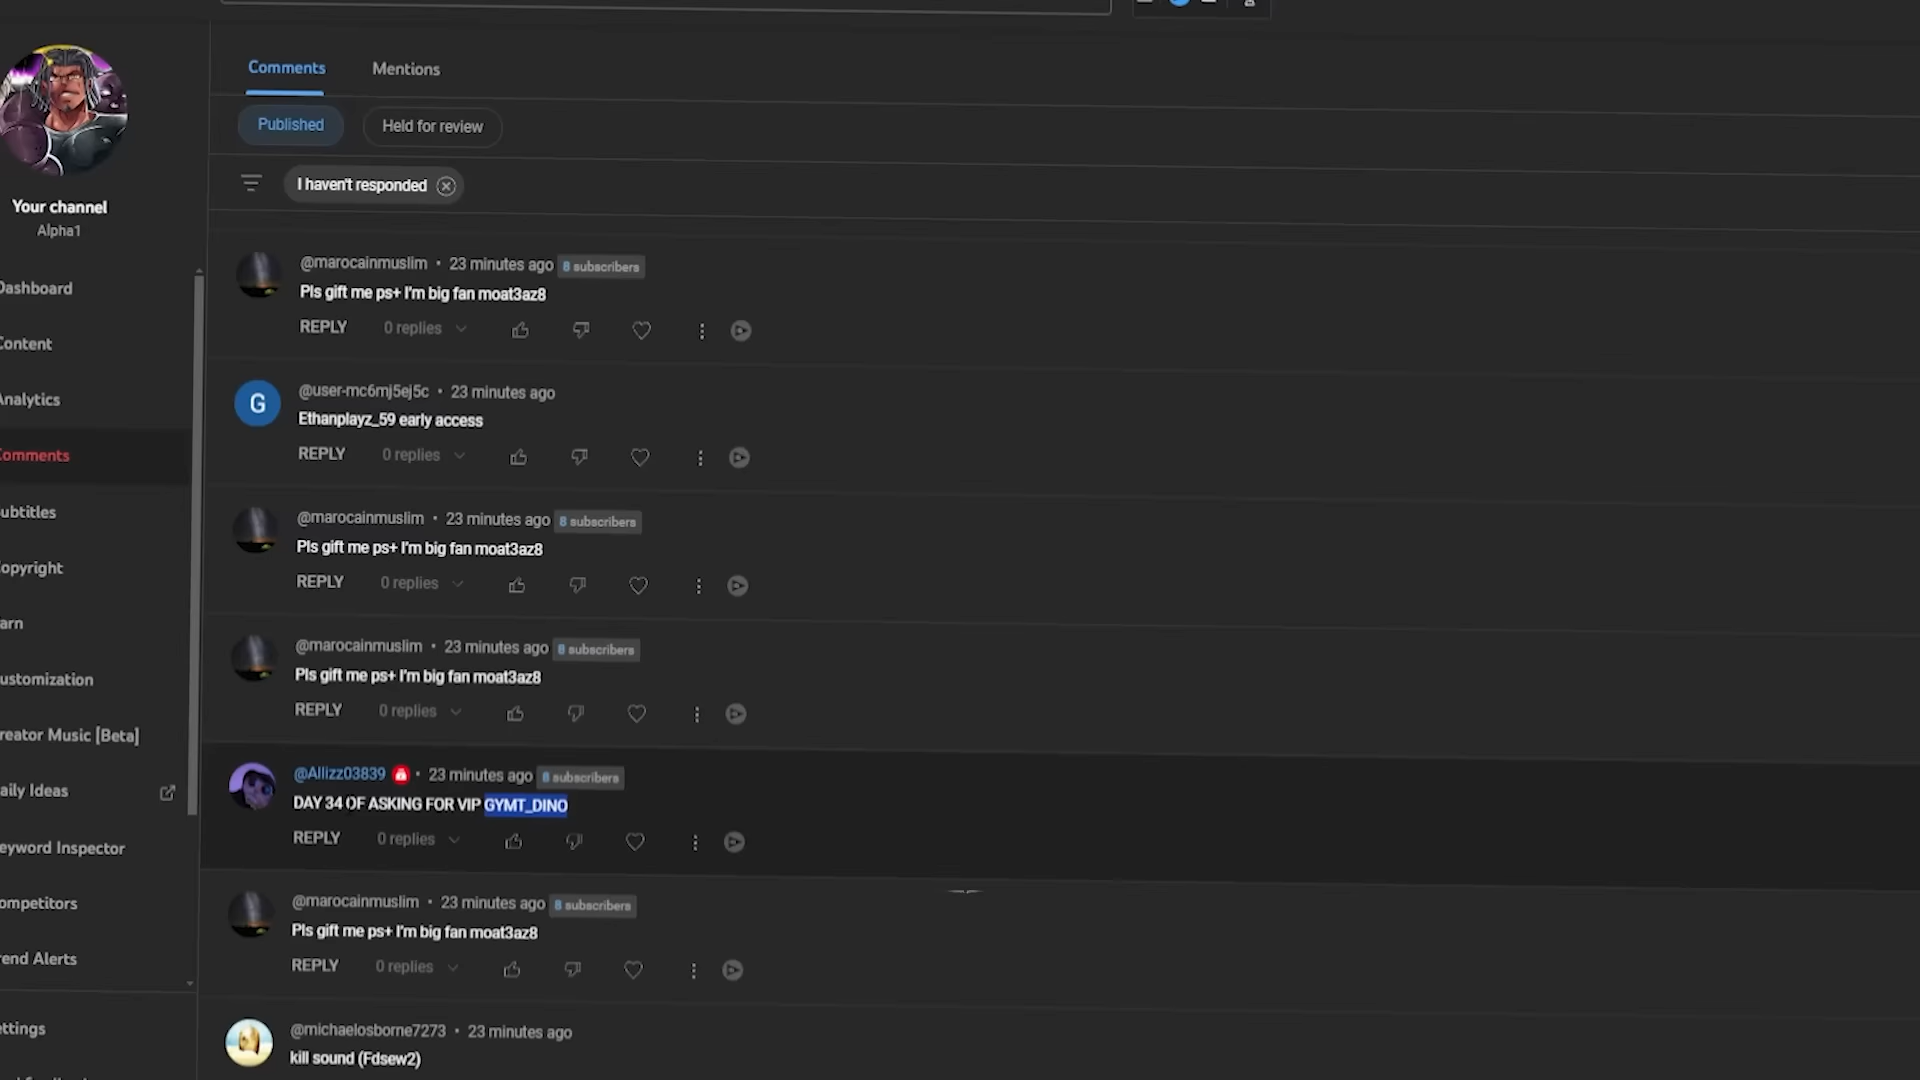 Comments
Mentions
Published
Held for review
I haven't responded
Your channel
Alpha1
Dashboard
Content
Analytics
Comments
ubtitles
opyright
arn
ustomization
reator Music [Beta]
aily Ideas
eyword Inspector
ompetitors
rend Alerts
ettings
@marocainmuslim • 23 minutes ago 8 subscribers
Pls gift me ps+ I'm big fan moat3az8
REPLY 0 replies
G
@user-mc6mj5ej5c • 23 minutes ago
Ethanplayz_59 early access
REPLY 0 replies
@marocainmuslim • 23 minutes ago 8 subscribers
Pls gift me ps+ I'm big fan moat3az8
REPLY 0 replies
@marocainmuslim • 23 minutes ago 8 subscribers
Pls gift me ps+ I'm big fan moat3az8
REPLY 0 replies
@Allizz03839 • 23 minutes ago 8 subscribers
DAY 34 OF ASKING FOR VIP GYMT_DINO
REPLY 0 replies
@marocainmuslim • 23 minutes ago 8 subscribers
Pls gift me ps+ I'm big fan moat3az8
REPLY 0 replies
@michaelosborne7273 • 23 minutes ago
kill sound (Fdsew2)